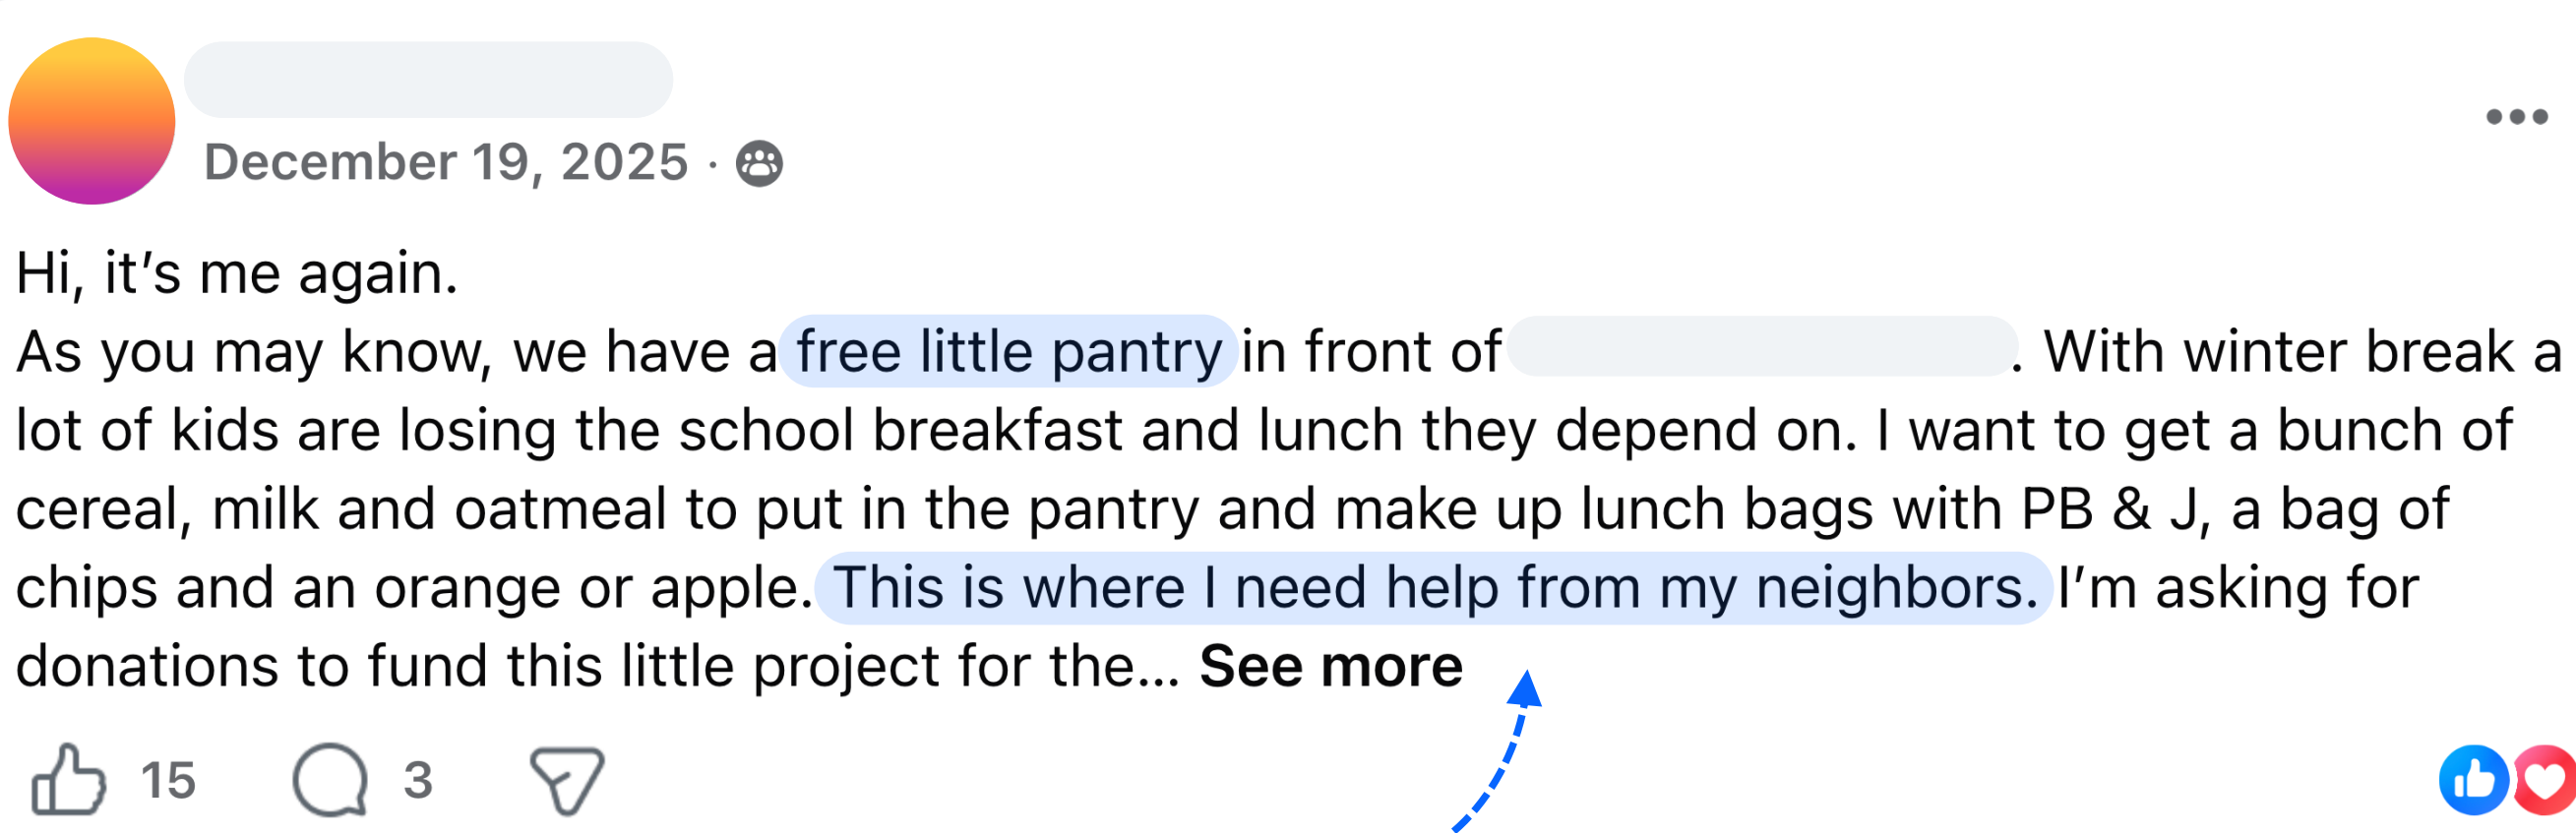 December 19, 2025 ·
Hi, it’s me again.
As you may know, we have a free little pantry in front of . With winter break a
lot of kids are losing the school breakfast and lunch they depend on. I want to get a bunch of
cereal, milk and oatmeal to put in the pantry and make up lunch bags with PB & J, a bag of
chips and an orange or apple. This is where I need help from my neighbors. I’m asking for
donations to fund this little project for the... See more
15 3